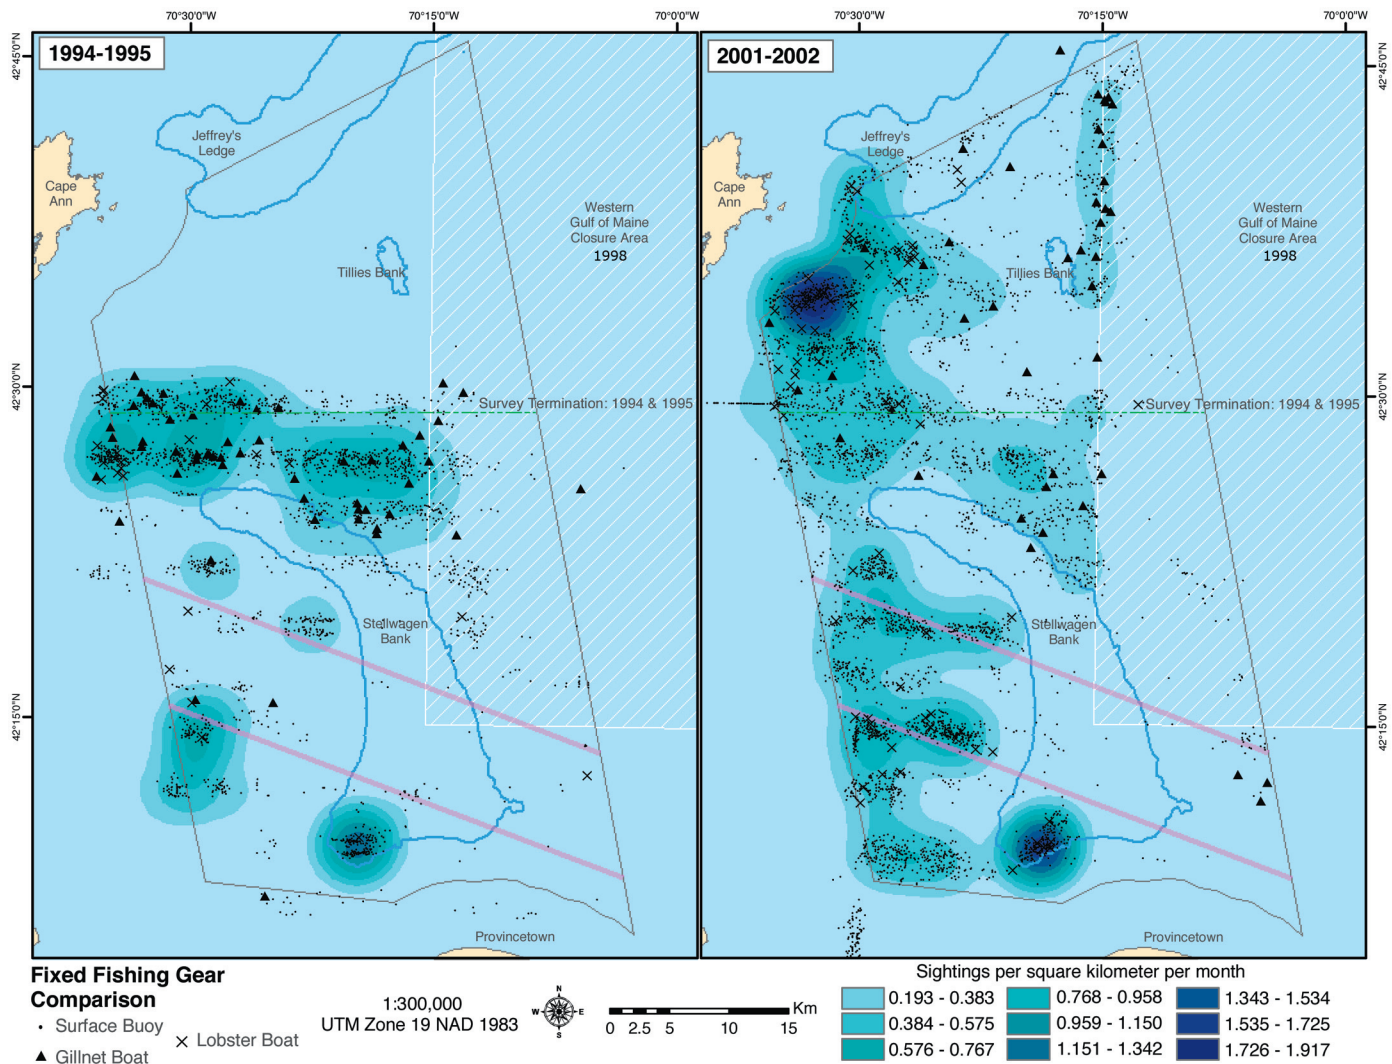 70°30'0"W
70°15'0"W
70°0'0"W
70°30'0"W
70°15'0"W
70°0'0"W
1994-1995
42°45'0"N
Jeffrey's
Ledge
Cape
Ann
Western
Gulf of Maine
Closure Area
1998
Tillies Bank
42°30'0"N
Survey Termination: 1994 & 1995
Stellwagen
Bank
42°15'0"N
Provincetown
2001-2002
42°45'0"N
Jeffrey's
Ledge
Cape
Ann
Western
Gulf of Maine
Closure Area
1998
Tillies Bank
42°30'0"N
Survey Termination: 1994 & 1995
Stellwagen
Bank
42°15'0"N
Provincetown
Fixed Fishing Gear
Comparison
Surface Buoy
Lobster Boat
Gillnet Boat
1:300,000
UTM Zone 19 NAD 1983
N
W E
S
Km
0 2.5 5 10 15
Sightings per square kilometer per month
0.193 - 0.383 0.768 - 0.958 1.343 - 1.534
0.384 - 0.575 0.959 - 1.150 1.535 - 1.725
0.576 - 0.767 1.151 - 1.342 1.726 - 1.917